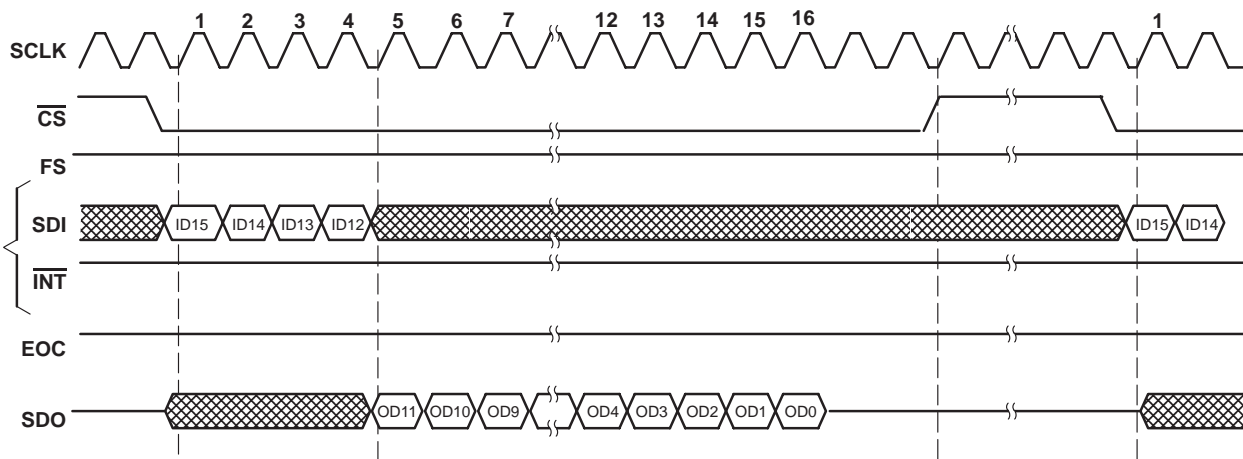 1 2 3 4 5 6 7 12 13 14 15 16 1
SCLK
CS
FS
SDI ID15 ID14 ID13 ID12 ID15 ID14
INT
EOC
SDO OD11 OD10 OD9 OD4 OD3 OD2 OD1 OD0